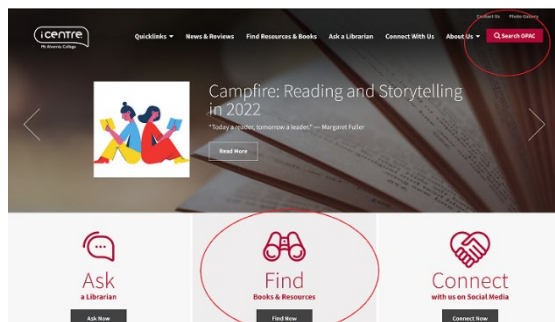 Contact Us Photo Gallery
icentre
Mt Alvernia College
Quicklinks News & Reviews Find Resources & Books Ask a Librarian Connect With Us About Us Search OPAC
Campfire: Reading and Storytelling
in 2022
"Today a reader, tomorrow a leader." — Margaret Fuller
Read More
Ask
a Librarian
Ask Now
Find
Books & Resources
Find Now
Connect
with us on Social Media
Connect Now